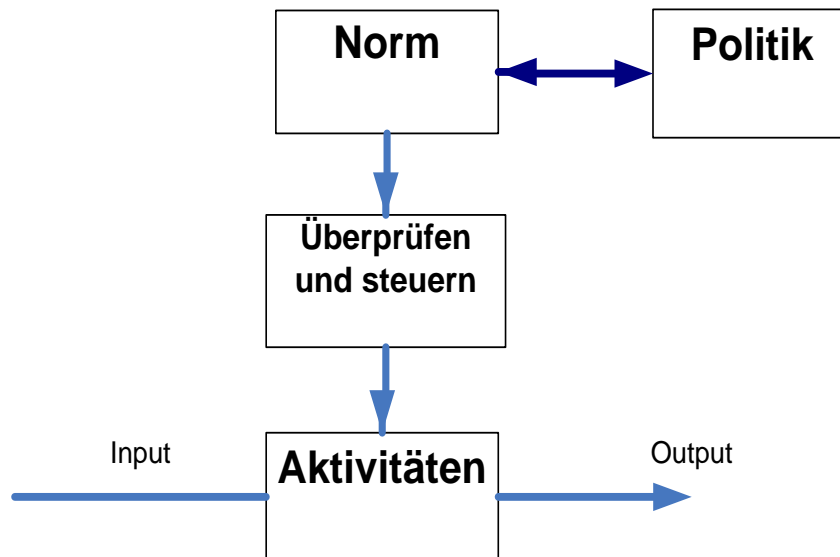 Norm
Politik
Überprüfen
und steuern
Input
Aktivitäten
Output